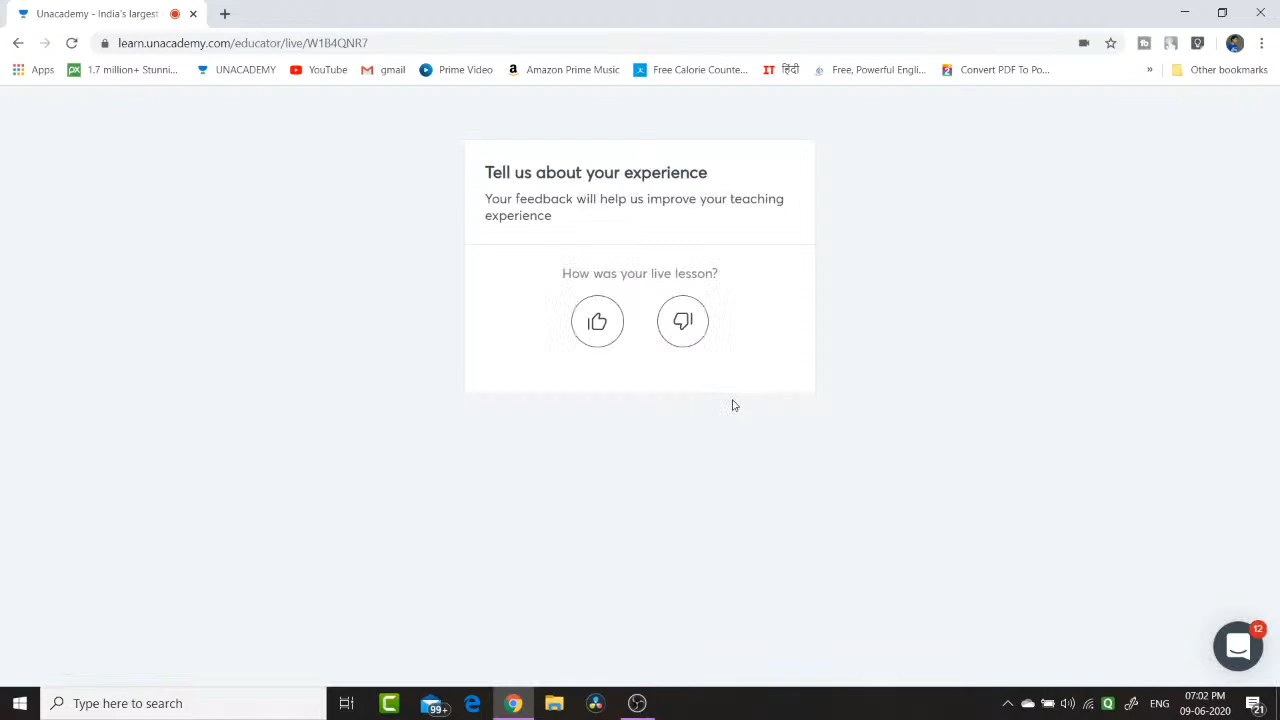 Unacademy - India's largest
learn.unacademy.com/educator/live/W1B4QNR7
Apps
1.7 million+ Stunni...
UNACADEMY
YouTube
gmail
Prime Video
Amazon Prime Music
Free Calorie Counte...
IT हिंदी
Free, Powerful Engli...
Convert PDF To Po...
»
Other bookmarks
Tell us about your experience
Your feedback will help us improve your teaching
experience
How was your live lesson?
12
Type here to search
99+
ENG
07:02 PM
09-06-2020
21